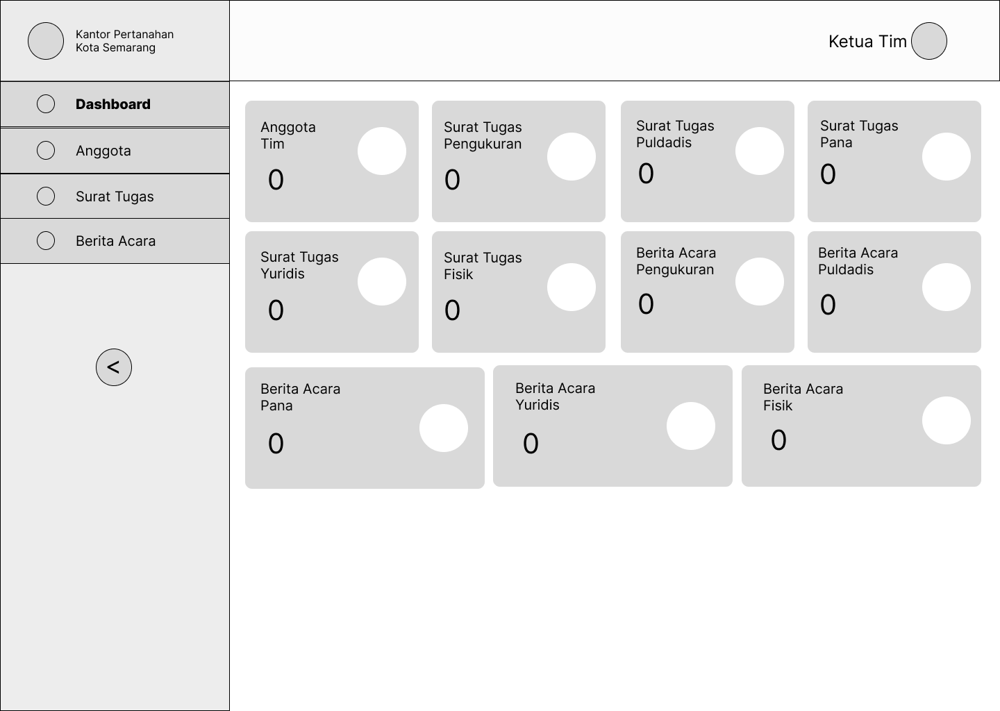 Kantor Pertanahan
Kota Semarang
Ketua Tim
Dashboard
Anggota
Surat Tugas
Berita Acara
<
Anggota
Tim
0
Surat Tugas
Pengukuran
0
Surat Tugas
Puldadis
0
Surat Tugas
Pana
0
Surat Tugas
Yuridis
0
Surat Tugas
Fisik
0
Berita Acara
Pengukuran
0
Berita Acara
Puldadis
0
Berita Acara
Pana
0
Berita Acara
Yuridis
0
Berita Acara
Fisik
0